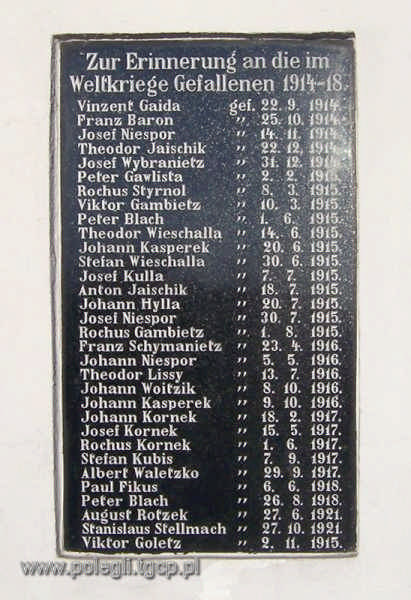 Zur Erinnerung an die im
Weltkriege Gefallenen 1914-18.
Vinzent Gaida gef. 22. 9. 1914.
Franz Baron " 25. 10. 1914.
Josef Niespor " 14. 11. 1914.
Theodor Jaischik " 22. 12. 1914.
Josef Wybranietz " 31. 12. 1914.
Peter Gawlista " 2. 2. 1915.
Rochus Styrnol " 8. 3. 1915.
Viktor Gambietz " 10. 3. 1915.
Peter Blach " 1. 6. 1915.
Theodor Wieschalla " 14. 6. 1915.
Johann Kasperek " 20. 6. 1915.
Stefan Wieschalla " 30. 6. 1915.
Josef Kulla " 7. 7. 1915.
Anton Jaischik " 18. 7. 1915.
Johann Hylla " 20. 7. 1915.
Josef Niespor " 30. 7. 1915.
Rochus Gambietz " 1. 8. 1915.
Franz Schymanietz " 23. 4. 1916.
Johann Niespor " 5. 5. 1916.
Theodor Lissy " 13. 7. 1916.
Johann Woitzik " 8. 10. 1916.
Johann Kasperek " 9. 10. 1916.
Johann Kornek " 18. 2. 1917.
Josef Kornek " 15. 5. 1917.
Rochus Kornek " 1. 6. 1917.
Stefan Kubis " 7. 9. 1917.
Albert Waletzko " 29. 9. 1917.
Paul Fikus " 6. 6. 1918.
Peter Blach " 26. 8. 1918.
August Rotzek " 27. 6. 1921.
Stanislaus Stellmach " 27. 10. 1921.
Viktor Goletz " 2. 11. 1915.
www.polegli.tgcp.pl